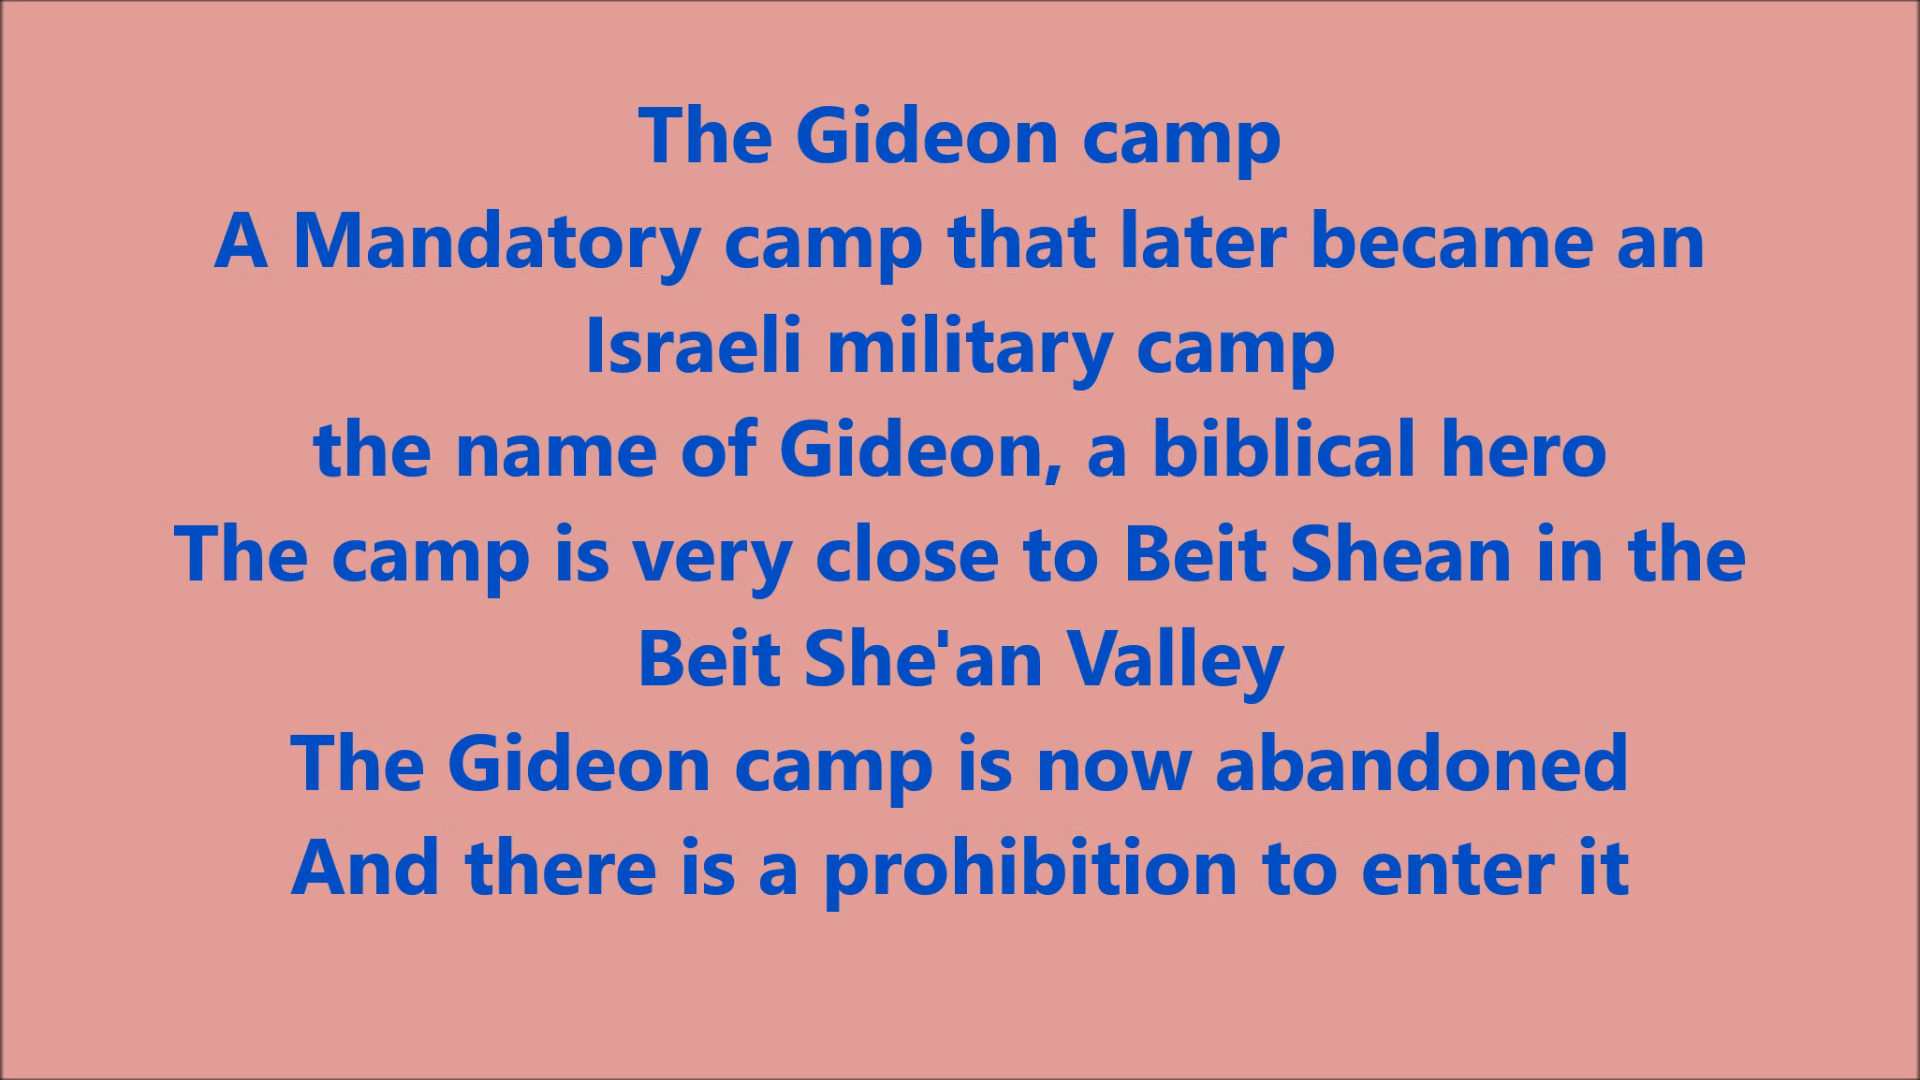 The Gideon camp
A Mandatory camp that later became an
Israeli military camp
the name of Gideon, a biblical hero
The camp is very close to Beit Shean in the
Beit She'an Valley
The Gideon camp is now abandoned
And there is a prohibition to enter it